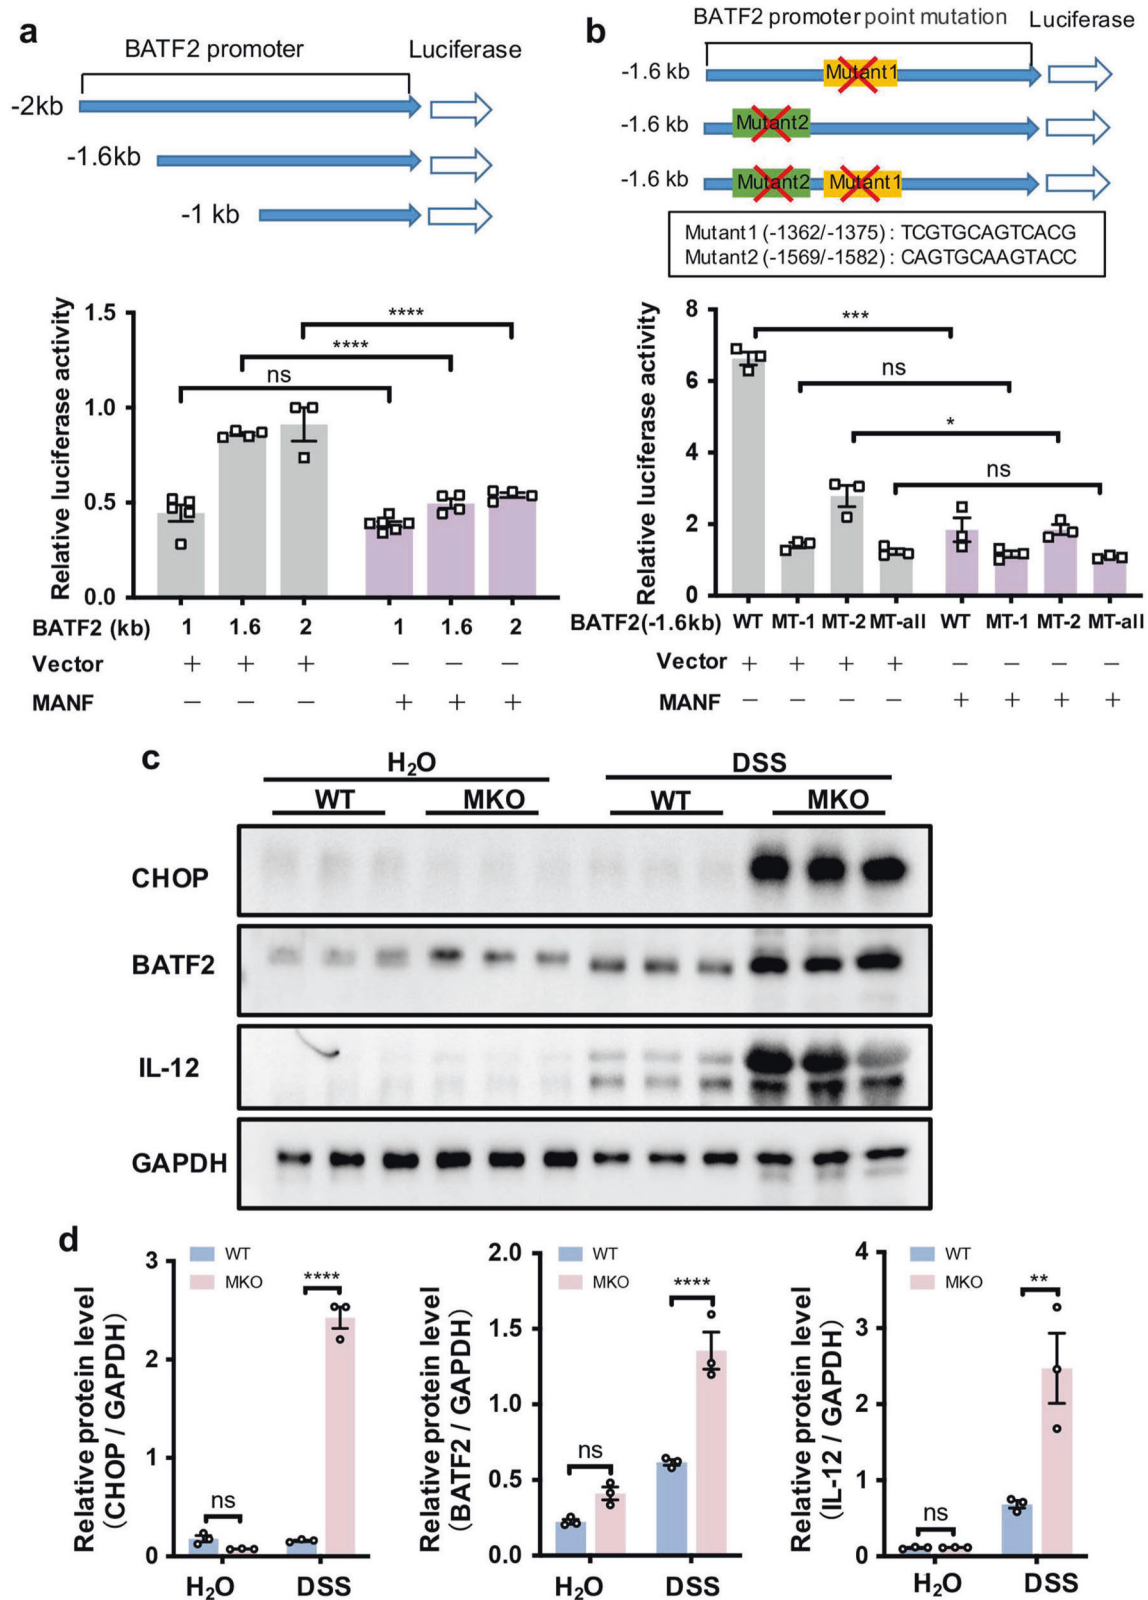 a
BATF2 promoter Luciferase
-2kb
-1.6kb
-1 kb
Relative luciferase activity
1.5
1.0
0.5
0.0
ns
****
****
BATF2 (kb) 1 1.6 2 1 1.6 2
Vector + + + − − −
MANF − − − + + +
b
BATF2 promoter point mutation Luciferase
-1.6 kb Mutant1
-1.6 kb Mutant2
-1.6 kb Mutant2 Mutant1
Mutant1 (-1362/-1375) : TCGTGCAGTCACG
Mutant2 (-1569/-1582) : CAGTGCAAGTACC
Relative luciferase activity
8
6
4
2
0
***
ns
*
ns
BATF2(-1.6kb) WT MT-1 MT-2 MT-all WT MT-1 MT-2 MT-all
Vector + + + + − − − −
MANF − − − − + + + +
c
H₂O DSS
WT MKO WT MKO
CHOP
BATF2
IL-12
GAPDH
d
Relative protein level
(CHOP / GAPDH)
3
2
1
0
WT
MKO
ns
****
H₂O DSS
Relative protein level
(BATF2 / GAPDH)
2.0
1.5
1.0
0.5
0.0
WT
MKO
ns
****
H₂O DSS
Relative protein level
(IL-12 / GAPDH)
4
3
2
1
0
WT
MKO
ns
**
H₂O DSS